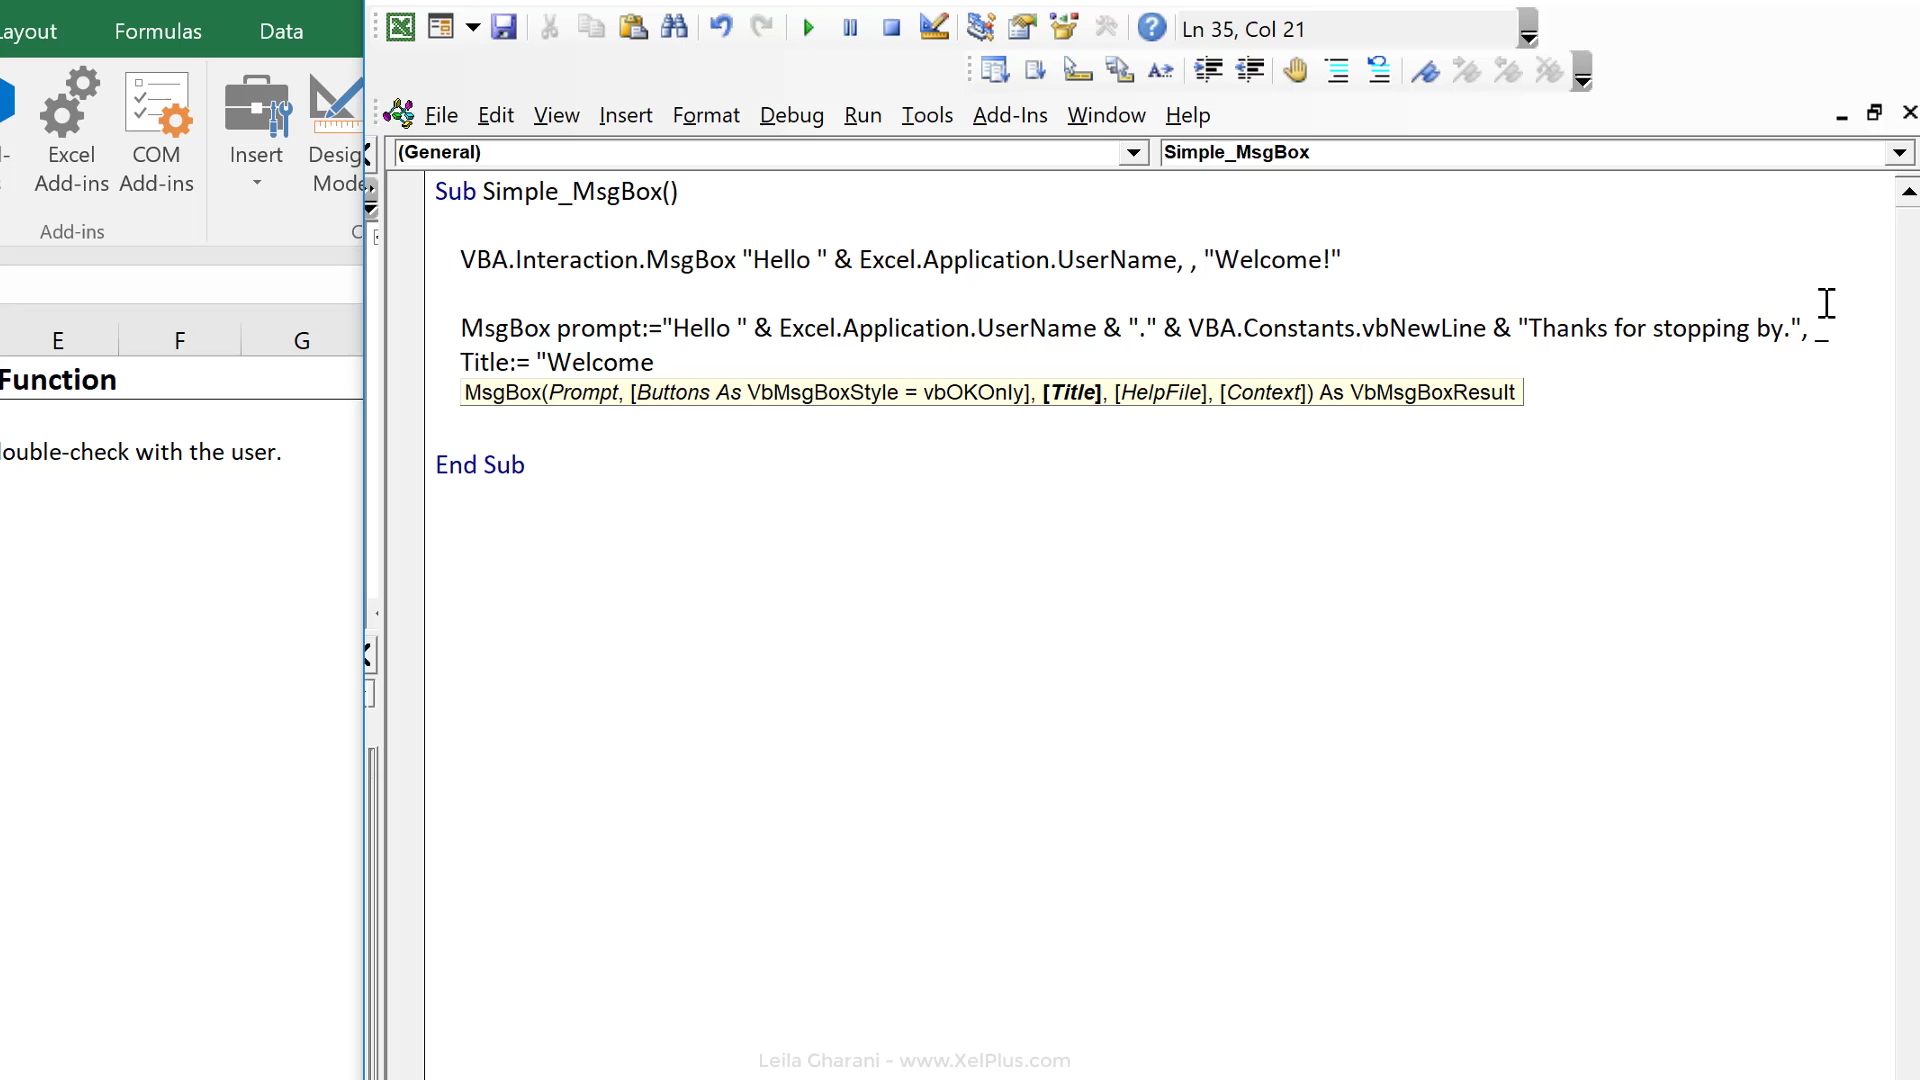 Layout
Formulas
Data
Ln 35, Col 21
File Edit View Insert Format Debug Run Tools Add-Ins Window Help
Excel
Add-ins
COM
Add-ins
Insert
Desig
Mode
Add-ins
(General)
Simple_MsgBox
Sub Simple_MsgBox()
VBA.Interaction.MsgBox "Hello " & Excel.Application.UserName, , "Welcome!"
MsgBox prompt:="Hello " & Excel.Application.UserName & "." & VBA.Constants.vbNewLine & "Thanks for stopping by.", _
Title:= "Welcome
MsgBox(Prompt, [Buttons As VbMsgBoxStyle = vbOKOnly], [Title], [HelpFile], [Context]) As VbMsgBoxResult
End Sub
E F G
Function
double-check with the user.
Leila Gharani - www.XelPlus.com